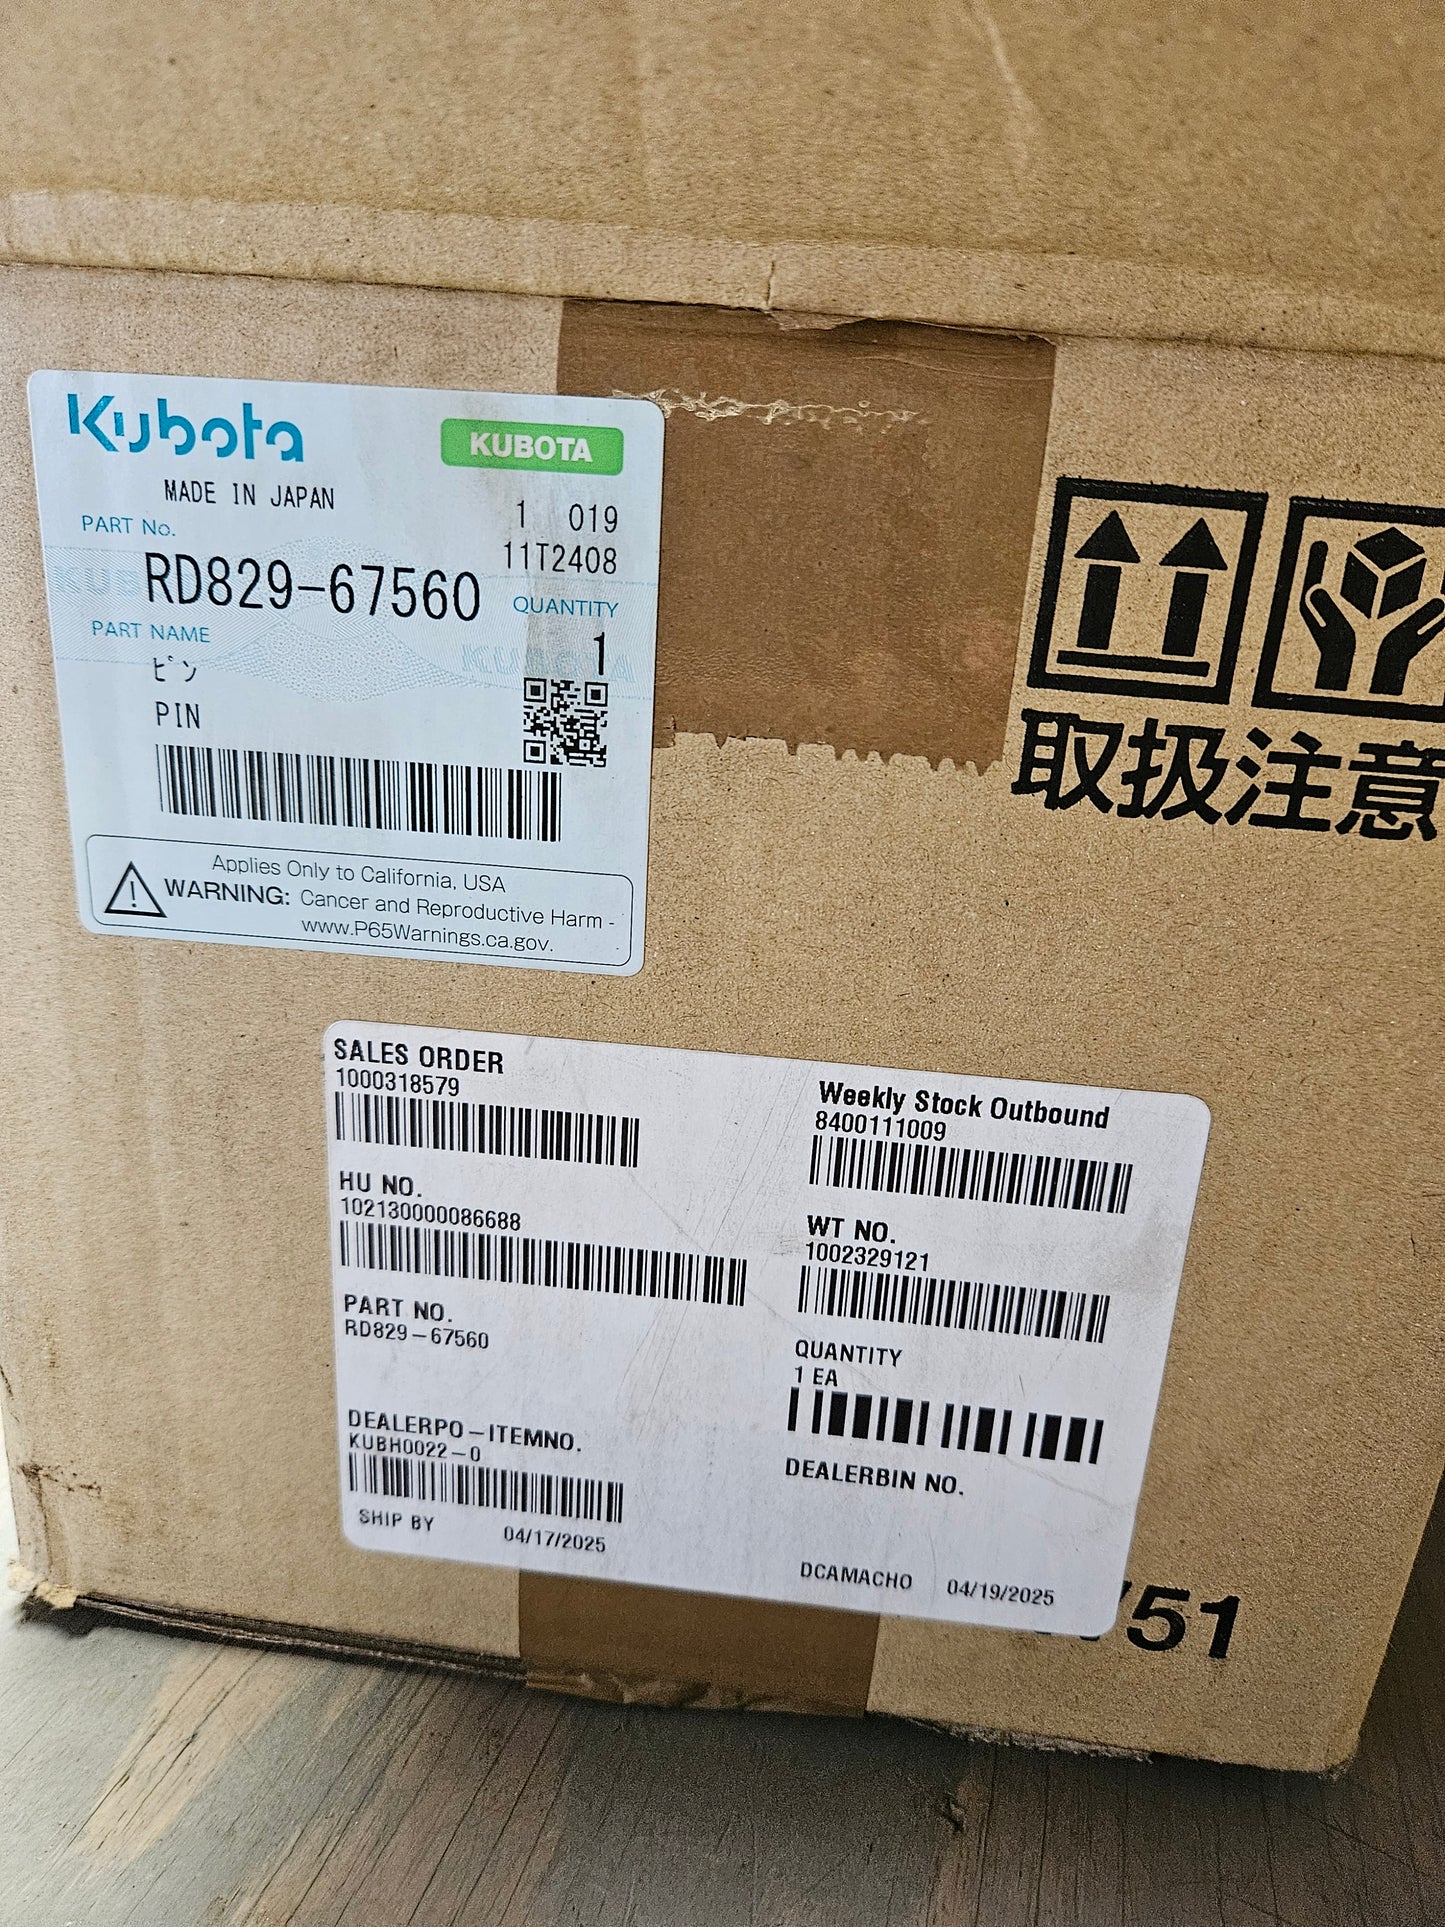 Kubota
KUBOTA
MADE IN JAPAN
1 019
PART No.
11T2408
RD829-67560
QUANTITY
PART NAME
1
ピン
PIN
Applies Only to California, USA
WARNING: Cancer and Reproductive Harm -
www.P65Warnings.ca.gov.
取扱注意
SALES ORDER
1000318579
Weekly Stock Outbound
8400111009
HU NO.
102130000086688
WT NO.
1002329121
PART NO.
RD829-67560
QUANTITY
1 EA
DEALERPO-ITEMNO.
KUBH0022-0
DEALERBIN NO.
SHIP BY 04/17/2025
DCAMACHO 04/19/2025
51